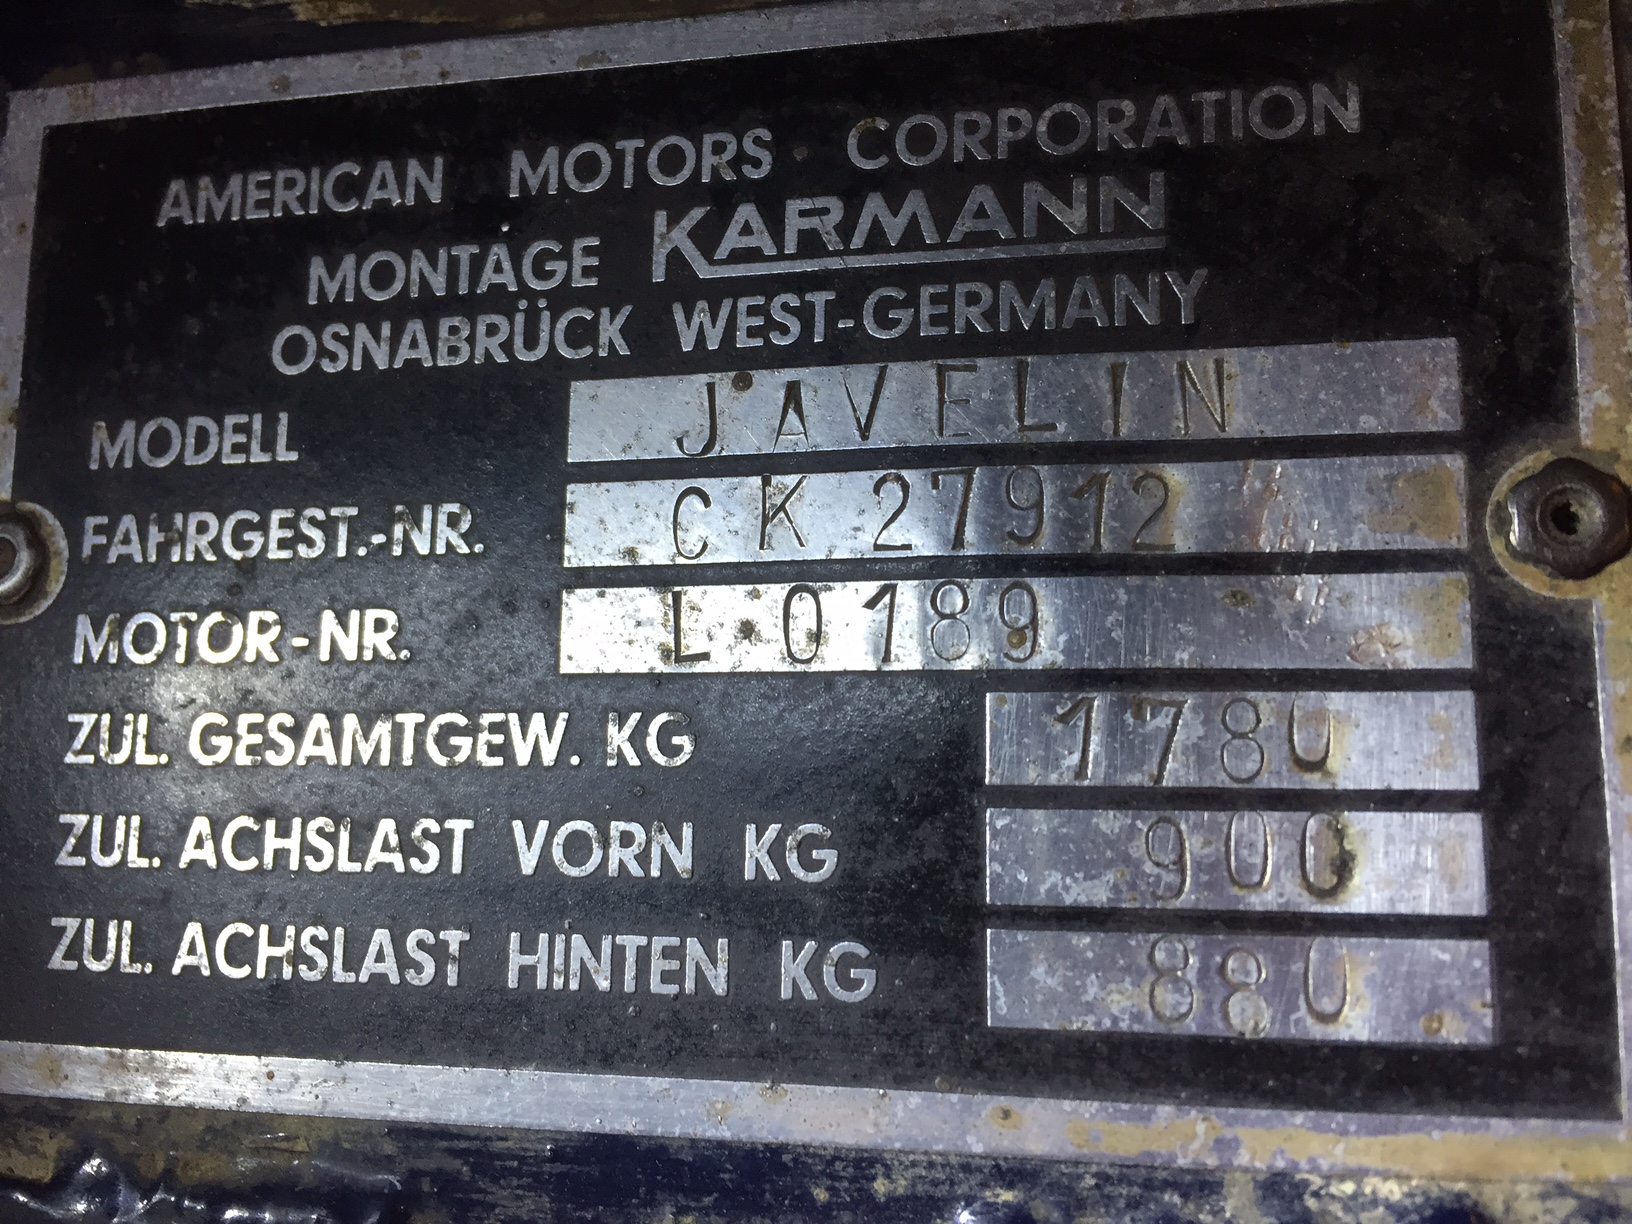 AMERICAN MOTORS CORPORATION
MONTAGE KARMANN
OSNABRÜCK WEST-GERMANY
MODELL JAVELIN
FAHRGEST.-NR. CK 27912
MOTOR-NR. L 0189
ZUL. GESAMTGEW. KG 1780
ZUL. ACHSLAST VORN KG 900
ZUL. ACHSLAST HINTEN KG 880